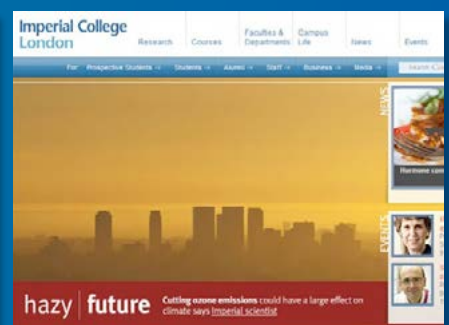 Imperial College
London
Research
Courses
Faculties &
Departments
Campus
Life
News
Events
For: Prospective Students → Students → Alumni → Staff → Business → Media →
NEWS
Hormone
EVENTS
hazy | future
Cutting ozone emissions could have a large effect on
climate says Imperial scientist